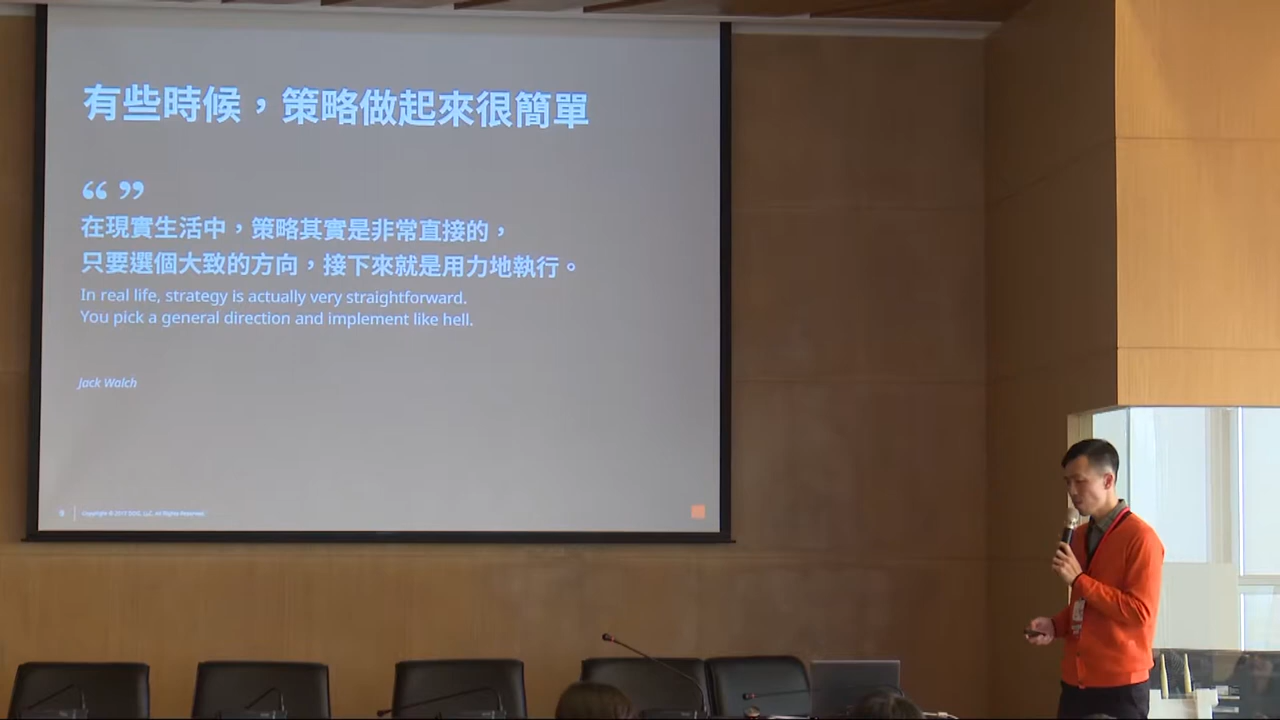 有些時候，策略做起來很簡單
“ ”
在現實生活中，策略其實是非常直接的，
只要選個大致的方向，接下來就是用力地執行。
In real life, strategy is actually very straightforward.
You pick a general direction and implement like hell.
Jack Walch
All Rights Reserved.